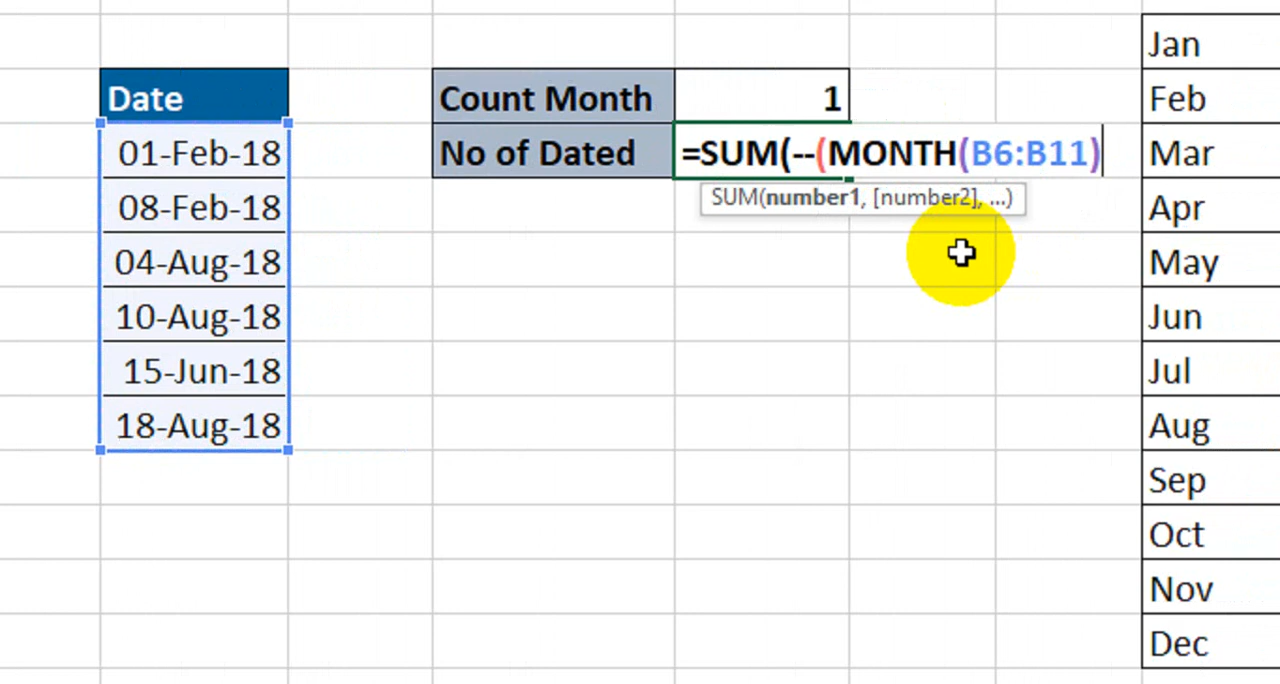 Date
01-Feb-18
08-Feb-18
04-Aug-18
10-Aug-18
15-Jun-18
18-Aug-18
Count Month 1
No of Dated =SUM(--(MONTH(B6:B11)
SUM(number1, [number2], ...)
Jan
Feb
Mar
Apr
May
Jun
Jul
Aug
Sep
Oct
Nov
Dec